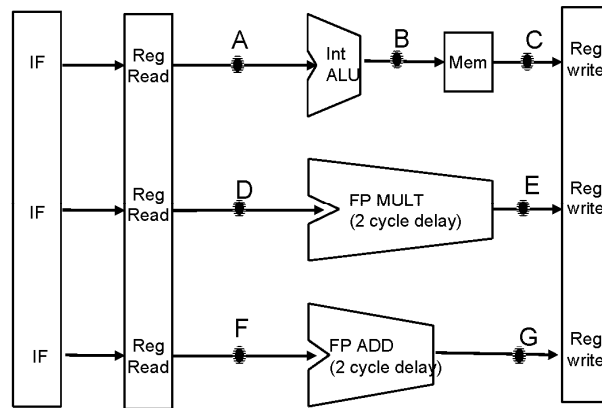 A
B
C
IF
Reg
Read
Int
ALU
Mem
Reg
write
D
E
IF
Reg
Read
FP MULT
(2 cycle delay)
Reg
write
F
G
IF
Reg
Read
FP ADD
(2 cycle delay)
Reg
write